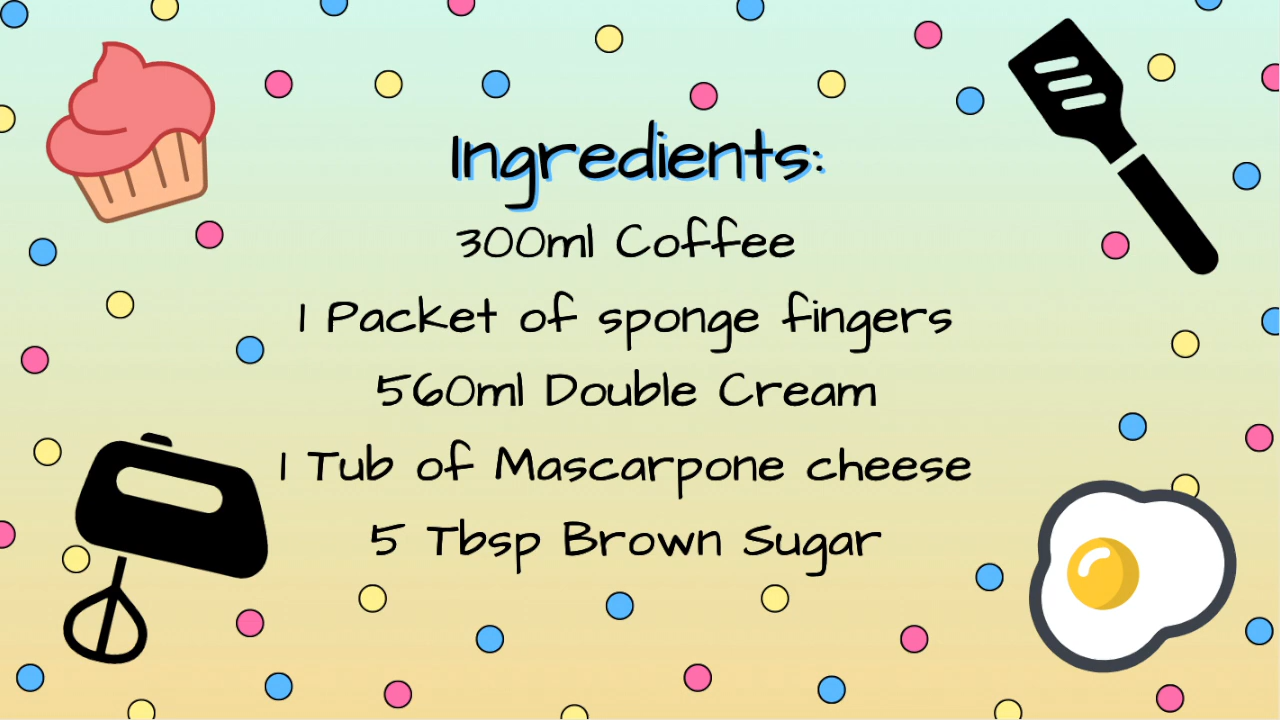 Ingredients:
300ml Coffee
1 Packet of sponge fingers
560ml Double Cream
1 Tub of Mascarpone cheese
5 Tbsp Brown Sugar